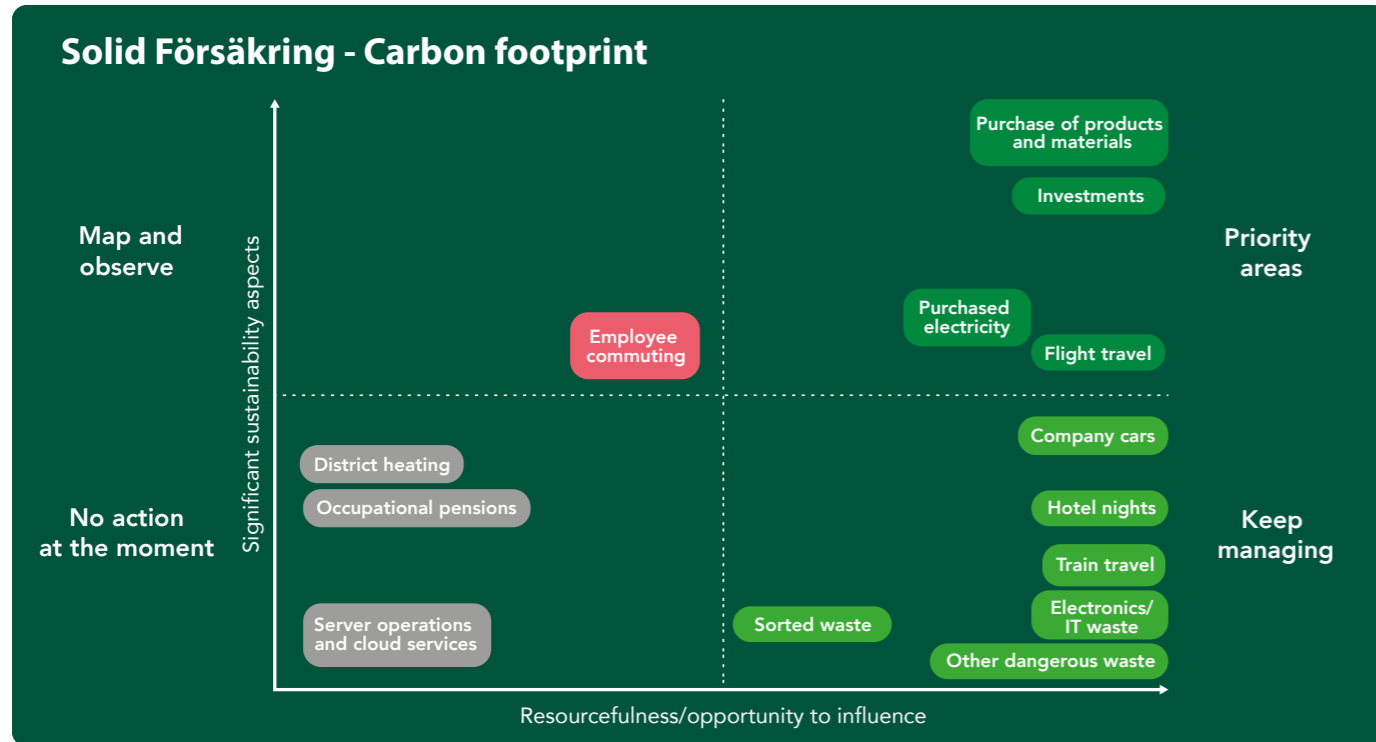 Solid Försäkring - Carbon footprint
Map and
observe
No action
at the moment
Significant sustainability aspects
Purchase of products
and materials
Investments
Purchased
electricity
Flight travel
Employee
commuting
Priority
areas
District heating
Occupational pensions
Server operations
and cloud services
Company cars
Hotel nights
Train travel
Electronics/
IT waste
Sorted waste
Other dangerous waste
Keep
managing
Resourcefulness/opportunity to influence